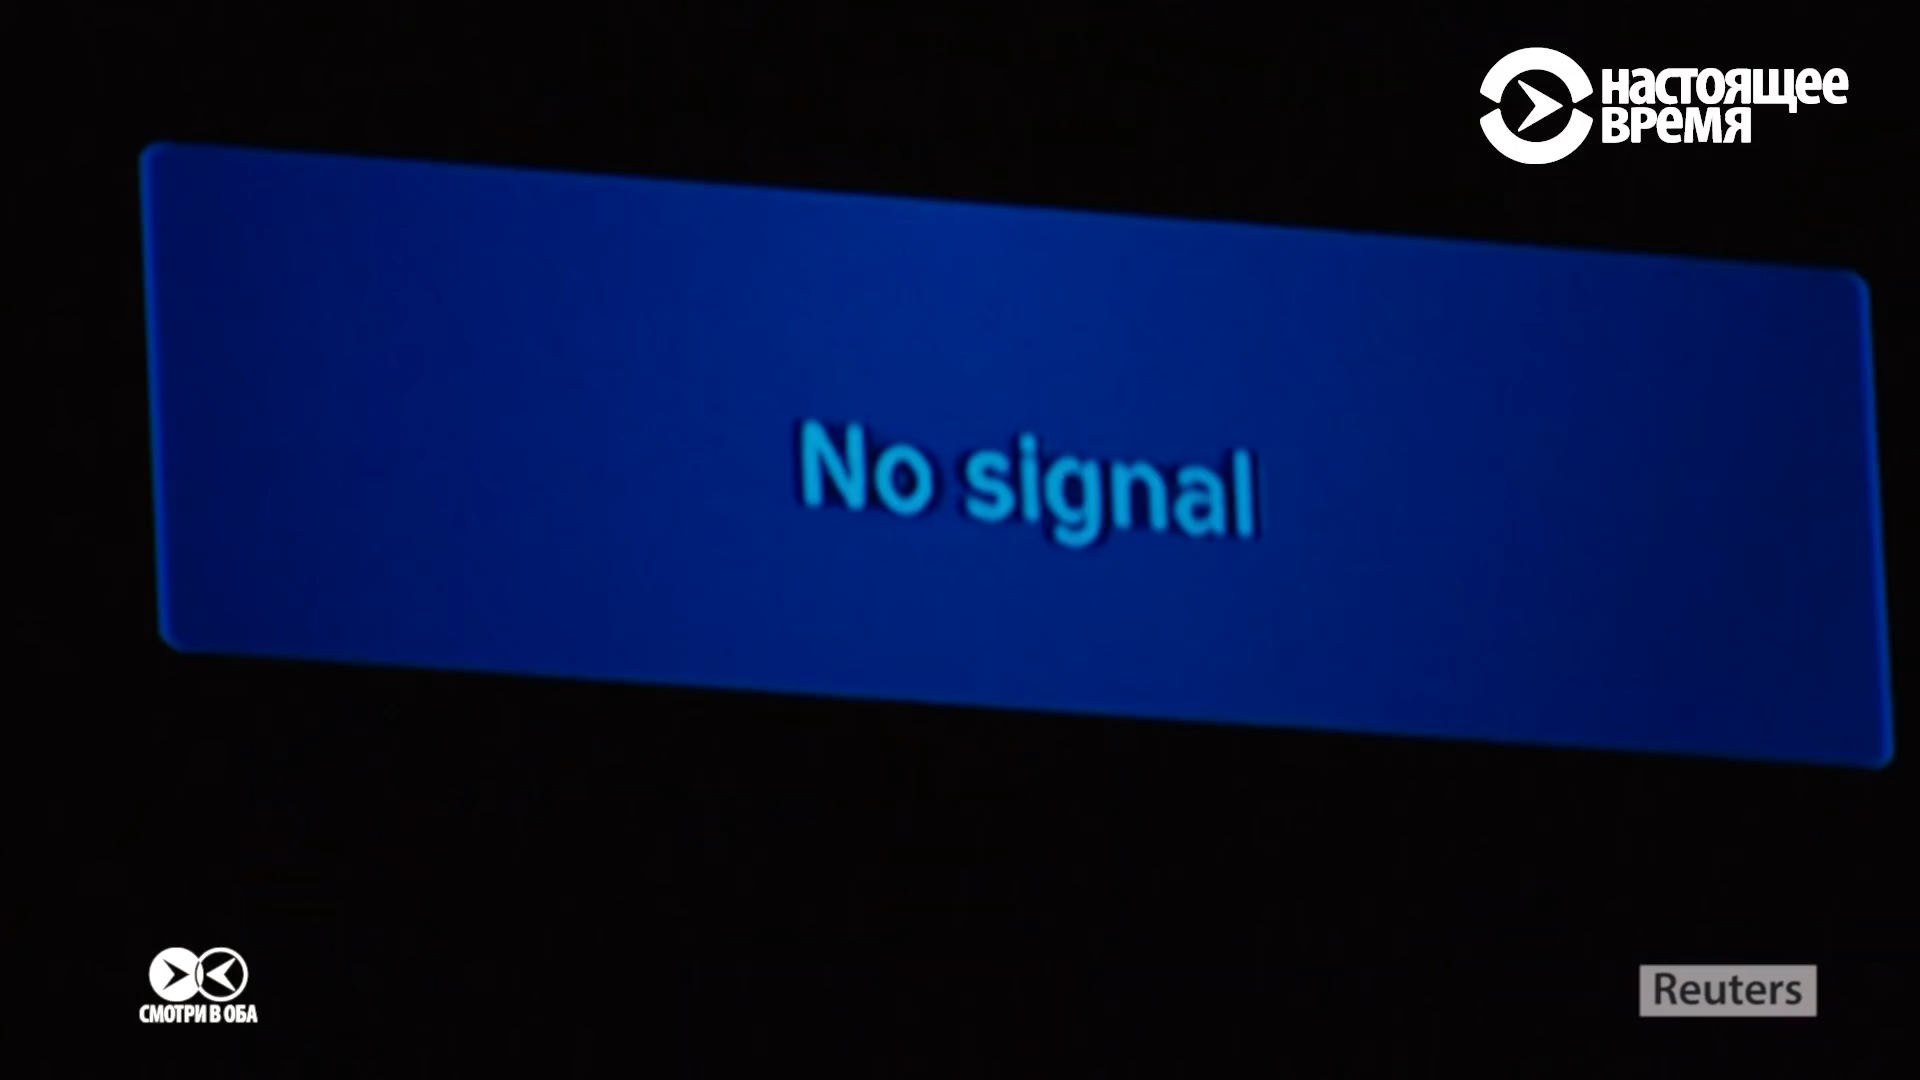 НАСТОЯЩЕЕ
ВРЕМЯ
No signal
СМОТРИ В ОБА
Reuters